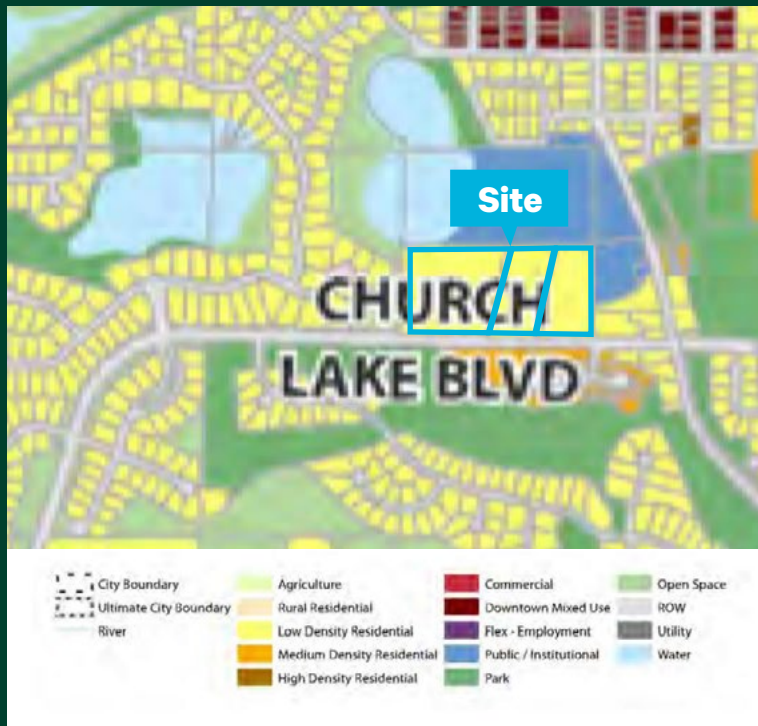 Site
CHURCH
LAKE BLVD
City Boundary
Ultimate City Boundary
River
Agriculture
Rural Residential
Low Density Residential
Medium Density Residential
High Density Residential
Commercial
Downtown Mixed Use
Flex - Employment
Public / Institutional
Park
Open Space
ROW
Utility
Water